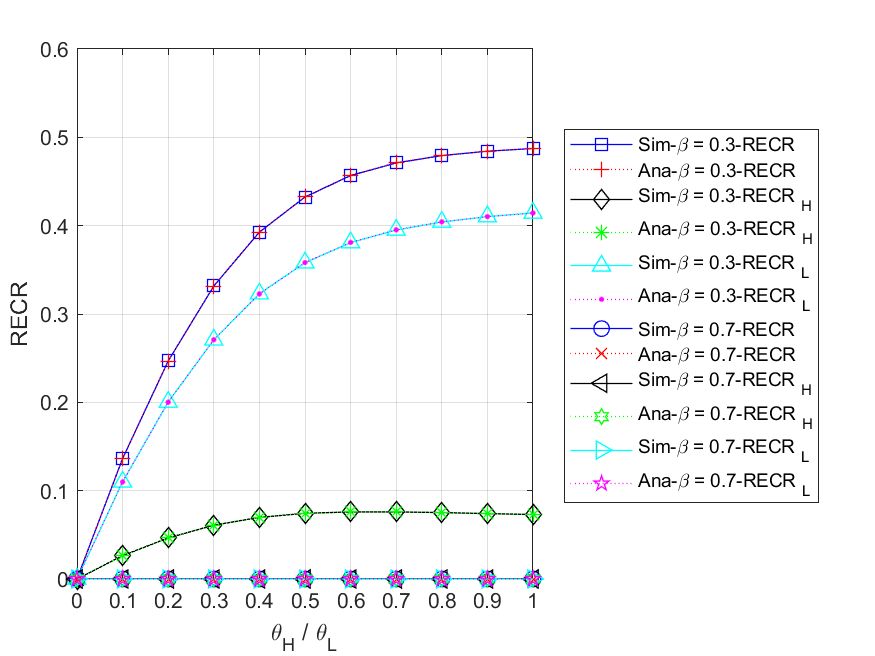 0.6
0.5
0.4
0.3
0.2
0.1
0
0 0.1 0.2 0.3 0.4 0.5 0.6 0.7 0.8 0.9 1
RECR
θH / θL
Sim-β = 0.3-RECR
Ana-β = 0.3-RECR
Sim-β = 0.3-RECR H
Ana-β = 0.3-RECR H
Sim-β = 0.3-RECR L
Ana-β = 0.3-RECR L
Sim-β = 0.7-RECR
Ana-β = 0.7-RECR
Sim-β = 0.7-RECR H
Ana-β = 0.7-RECR H
Sim-β = 0.7-RECR L
Ana-β = 0.7-RECR L